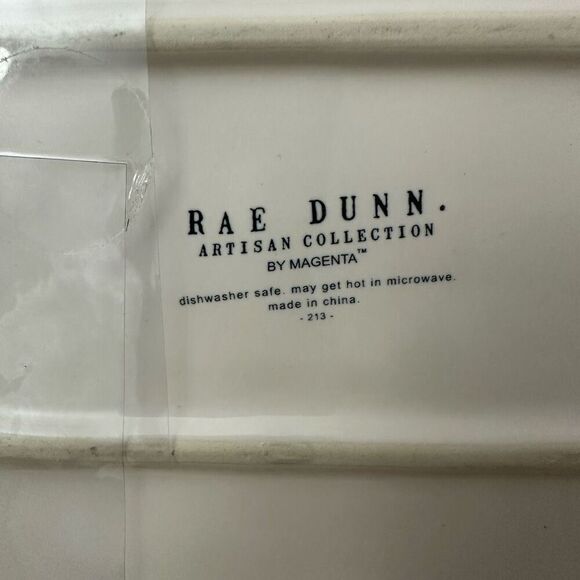 RAE DUNN.
ARTISAN COLLECTION
BY MAGENTA™
dishwasher safe. may get hot in microwave.
made in china.
- 213 -